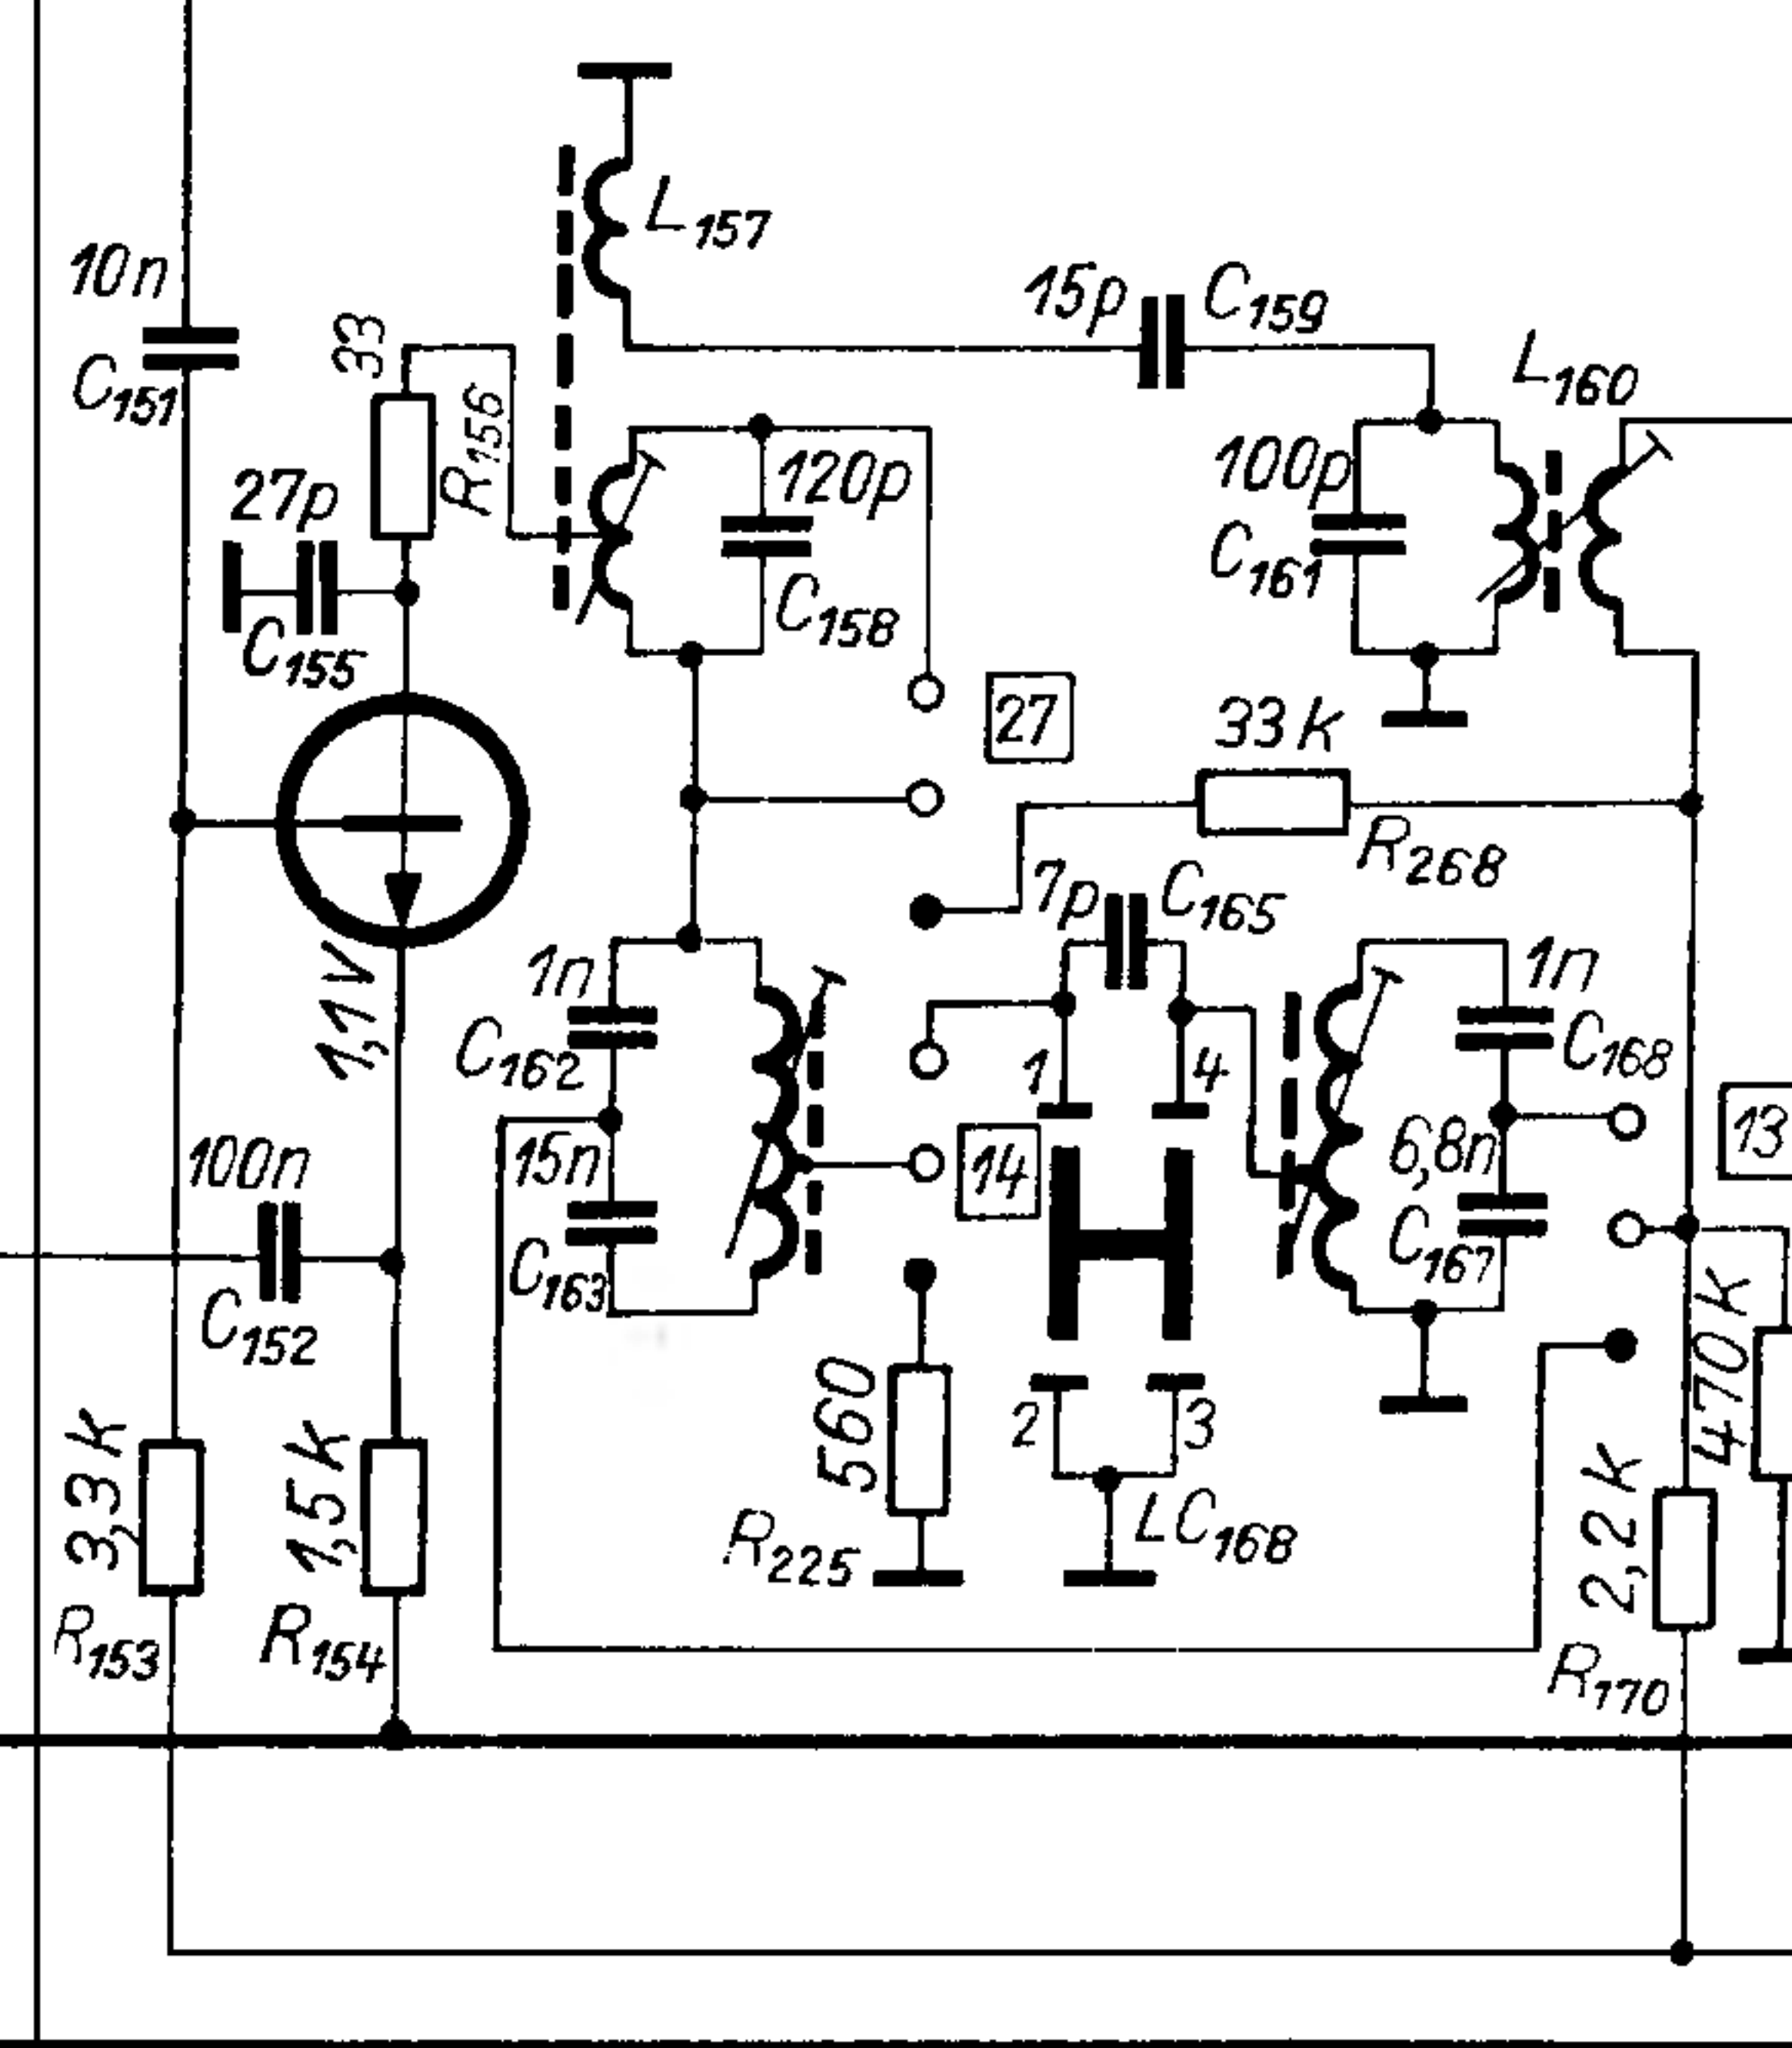 L157
10n
15p C159
C151
33
R156
L160
27p
120p
100p
C161
C155
C158
27
33k
R268
7p C165
1,1V
1n
1n
C162
1
4
C168
100n
15n
14
6,8n
13
C163
C167
C152
560
470K
2
3
3,3K
1,5K
2,2K
R225
LC168
R153
R154
R170